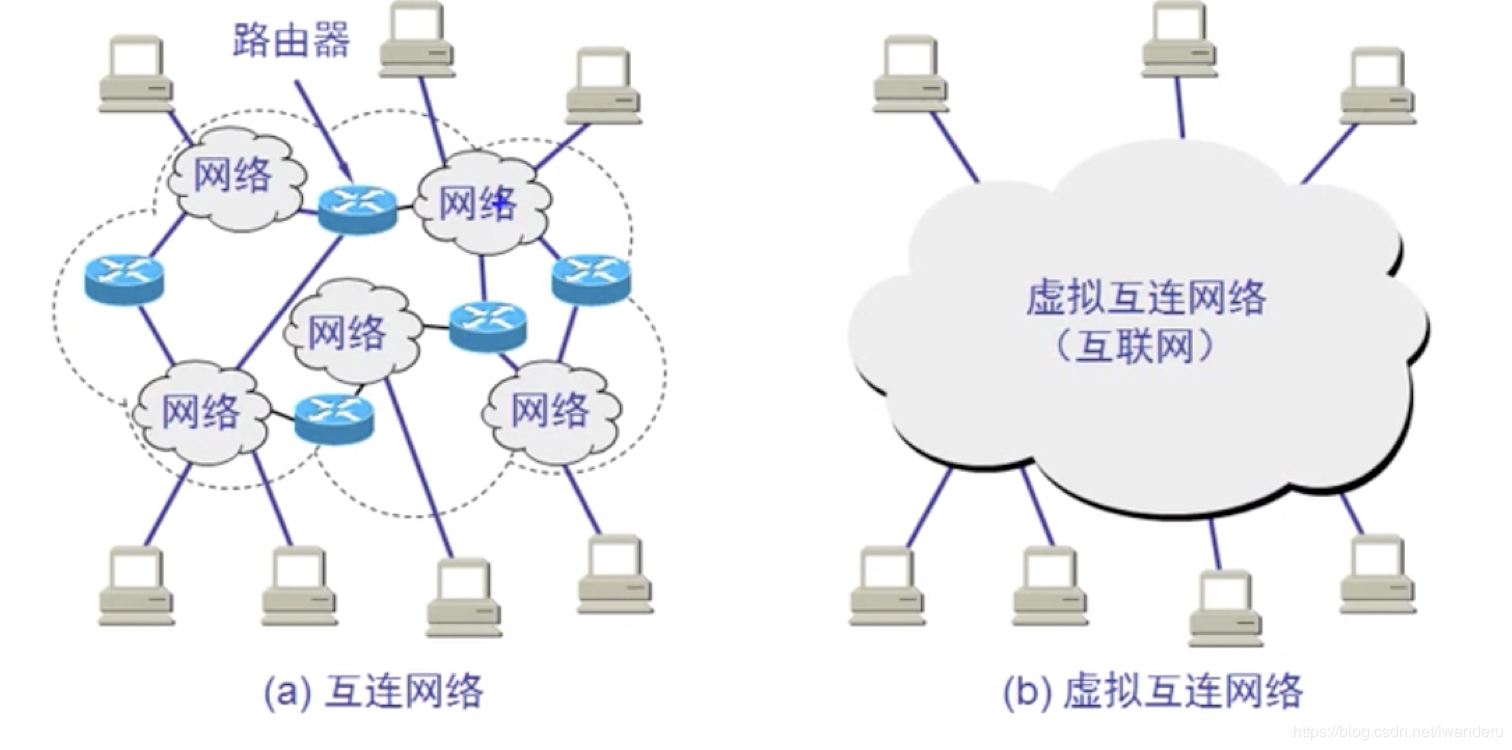 路由器
网络
网络
网络
网络
网络
(a) 互连网络
虚拟互连网络
（互联网）
(b) 虚拟互连网络
https://blog.csdn.net/iwanderu